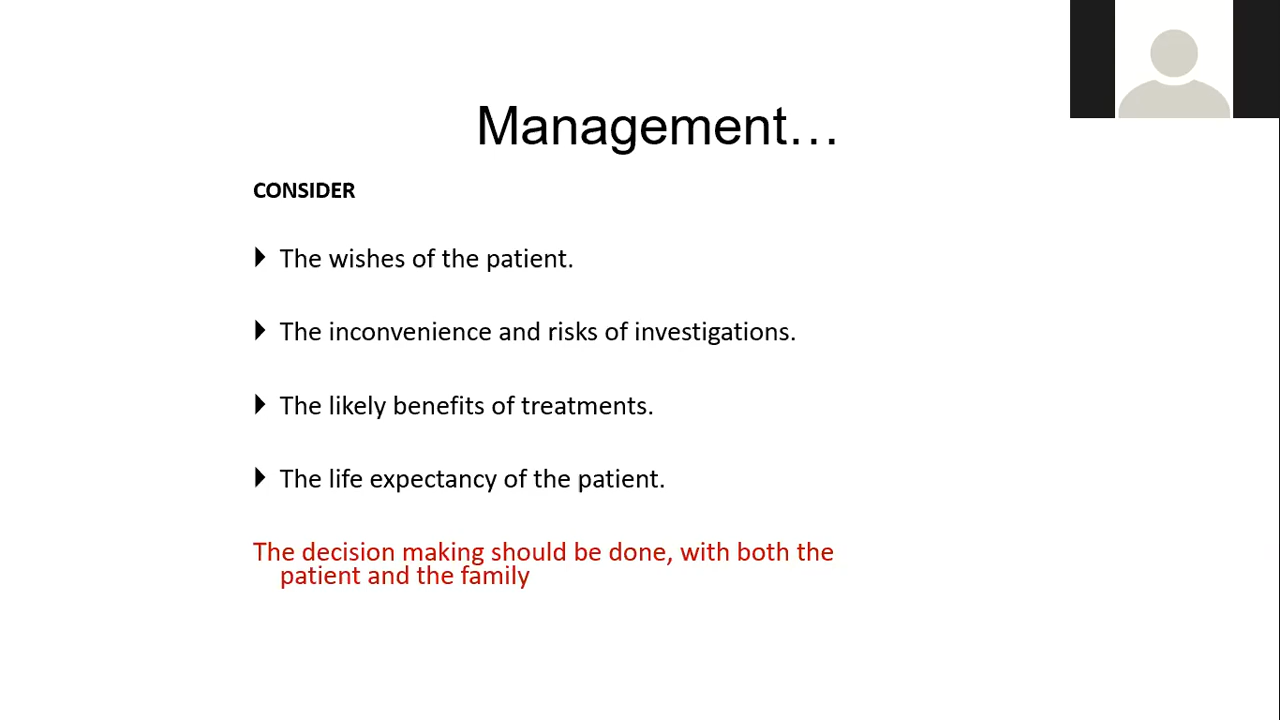 Management…
CONSIDER
The wishes of the patient.
The inconvenience and risks of investigations.
The likely benefits of treatments.
The life expectancy of the patient.
The decision making should be done, with both the
patient and the family